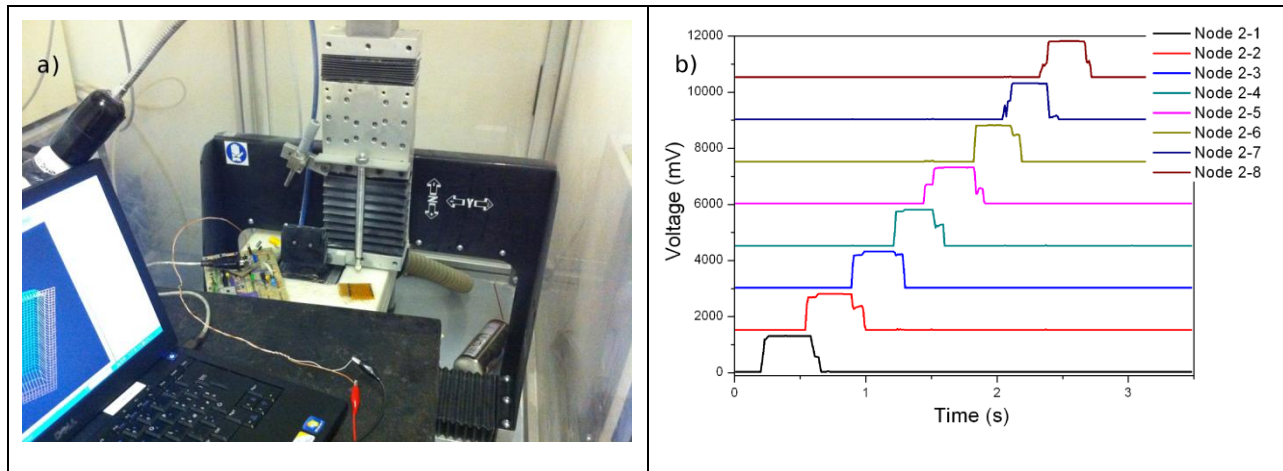 a)
N Y
b)
Node 2-1
Node 2-2
Node 2-3
Node 2-4
Node 2-5
Node 2-6
Node 2-7
Node 2-8
12000
10000
8000
6000
4000
2000
0
Voltage (mV)
0 1 2 3
Time (s)